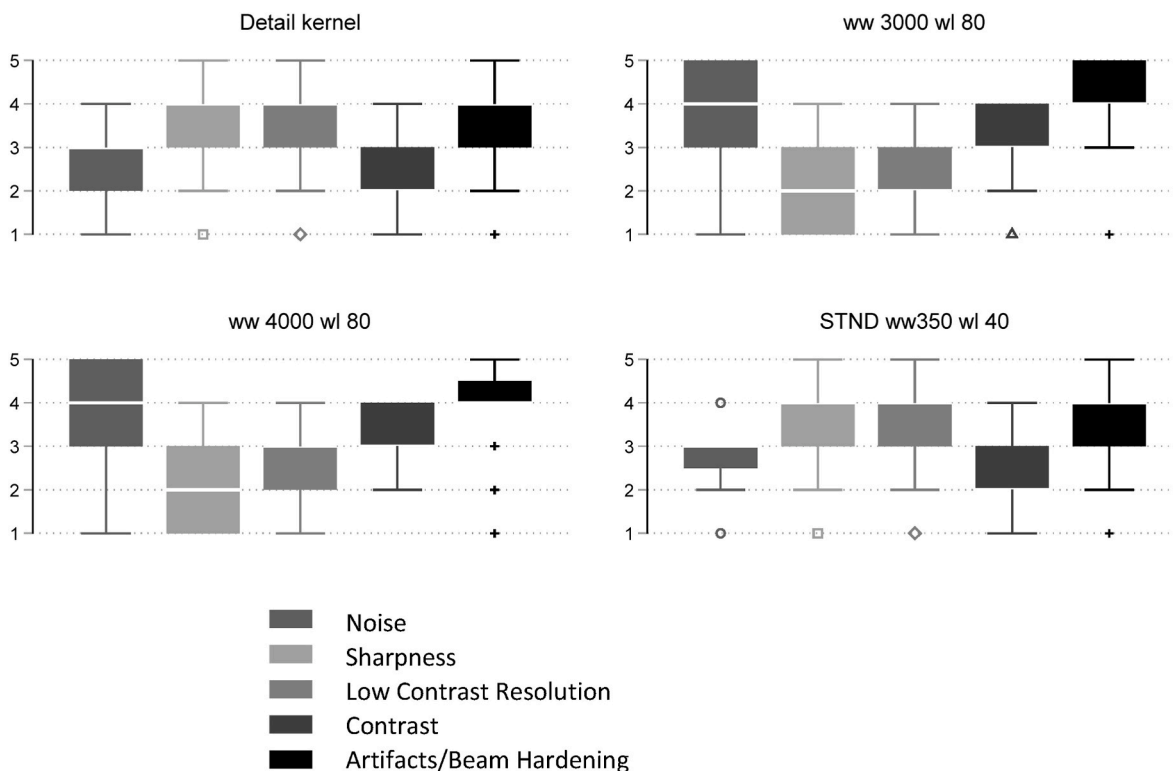 Detail kernel
5
4
3
2
1
ww 3000 wl 80
5
4
3
2
1
ww 4000 wl 80
5
4
3
2
1
STND ww350 wl 40
5
4
3
2
1
Noise
Sharpness
Low Contrast Resolution
Contrast
Artifacts/Beam Hardening